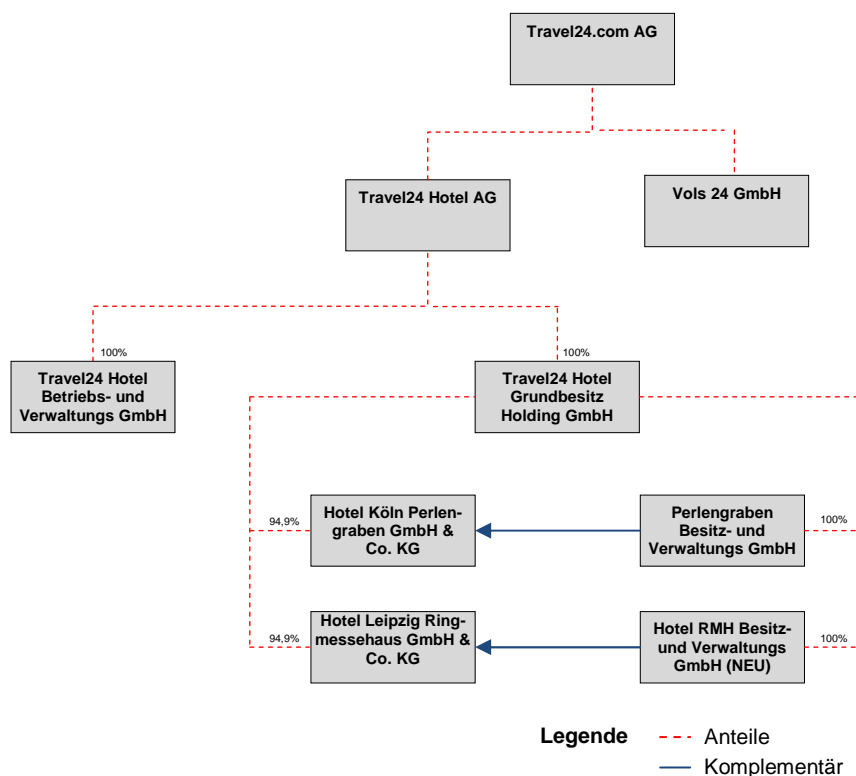 Travel24.com AG
Travel24 Hotel AG
Vols 24 GmbH
100%
100%
Travel24 Hotel
Betriebs- und
Verwaltungs GmbH
Travel24 Hotel
Grundbesitz
Holding GmbH
94,9%
Hotel Köln Perlen-
graben GmbH &
Co. KG
Perlengraben
Besitz- und
Verwaltungs GmbH
100%
94,9%
Hotel Leipzig Ring-
messehaus GmbH &
Co. KG
Hotel RMH Besitz-
und Verwaltungs
GmbH (NEU)
100%
Legende
Anteile
Komplementär